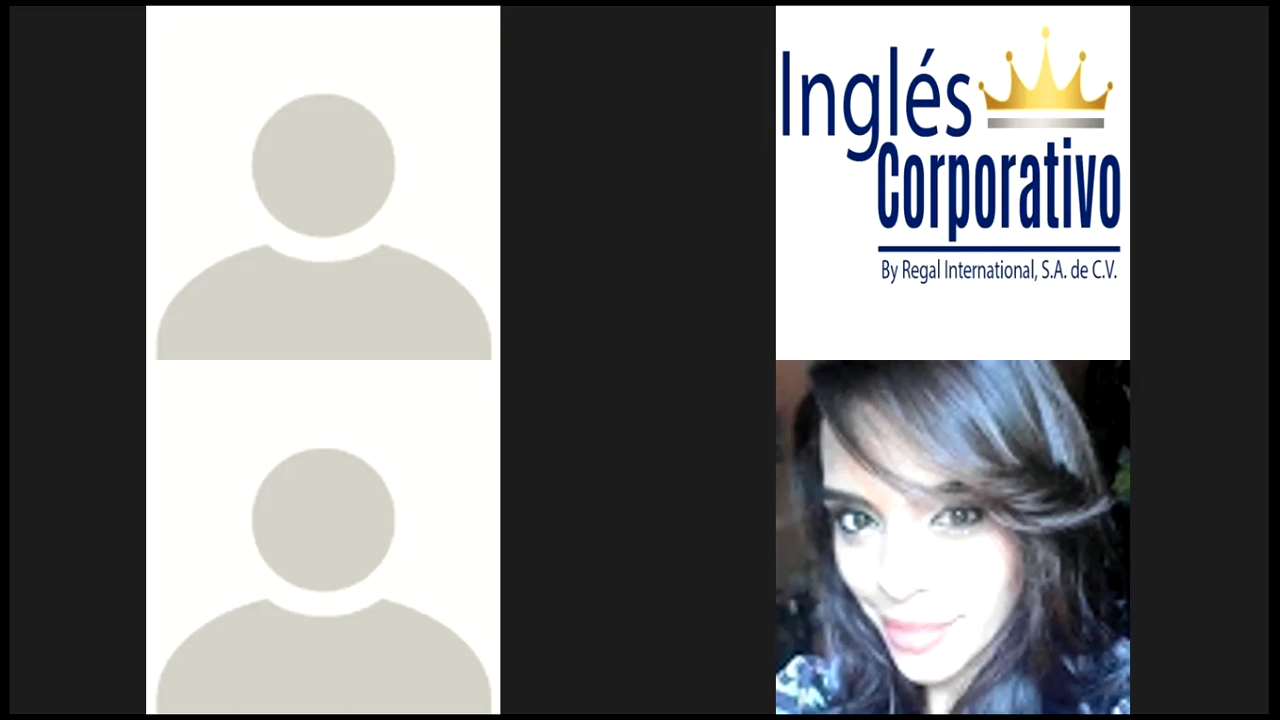 Inglés
Corporativo
By Regal International, S.A. de C.V.